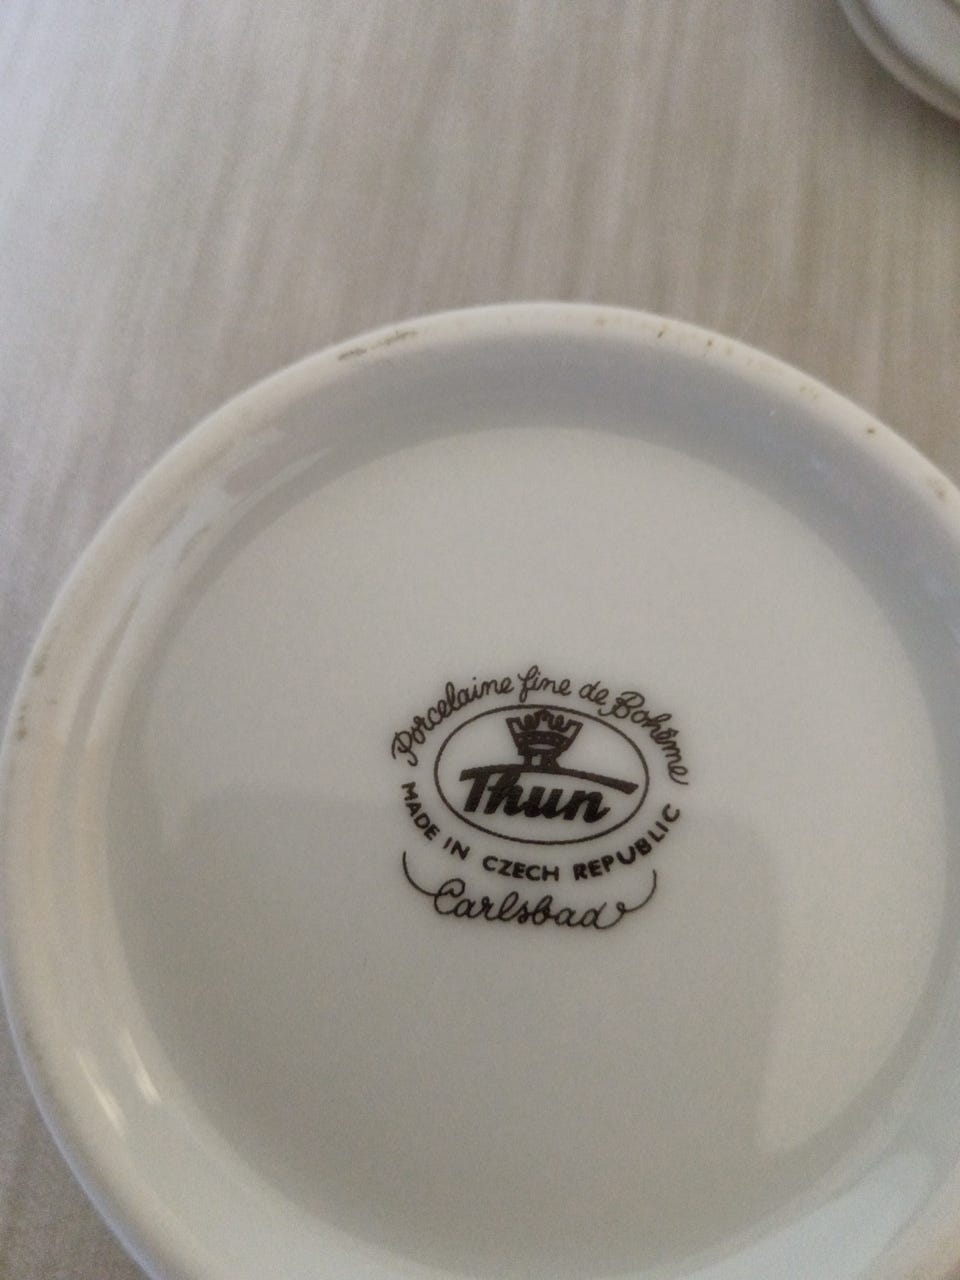 Porcelaine fine de Bohême
Thun
MADE IN CZECH REPUBLIC
Carlsbad